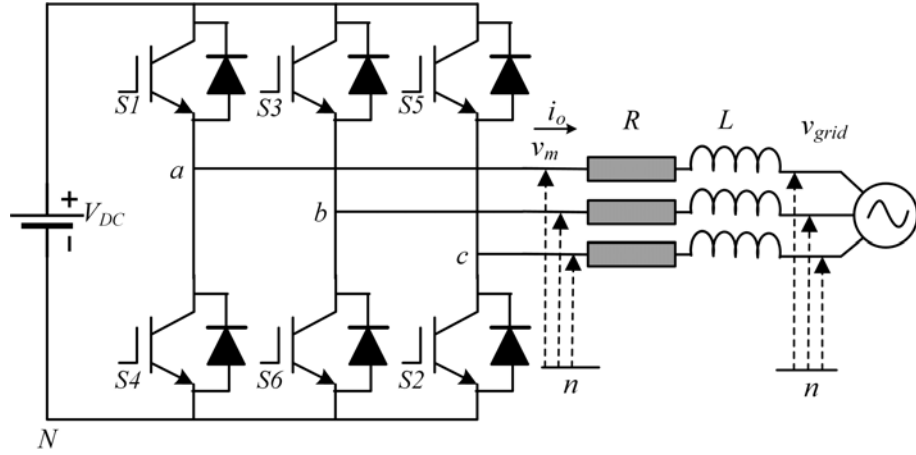 S1
S3
S5
i_o
v_m
R
L
v_grid
a
b
c
+
V_DC
-
S4
S6
S2
n
n
N